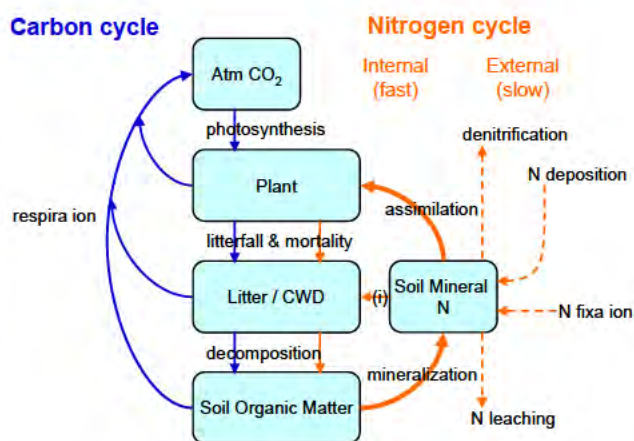 Carbon cycle
Nitrogen cycle
Internal
(fast)
External
(slow)
Atm CO₂
photosynthesis
denitrification
Plant
N deposition
respira ion
assimilation
litterfall & mortality
Litter / CWD
(i)
Soil Mineral
N
N fixa ion
decomposition
mineralization
Soil Organic Matter
N leaching